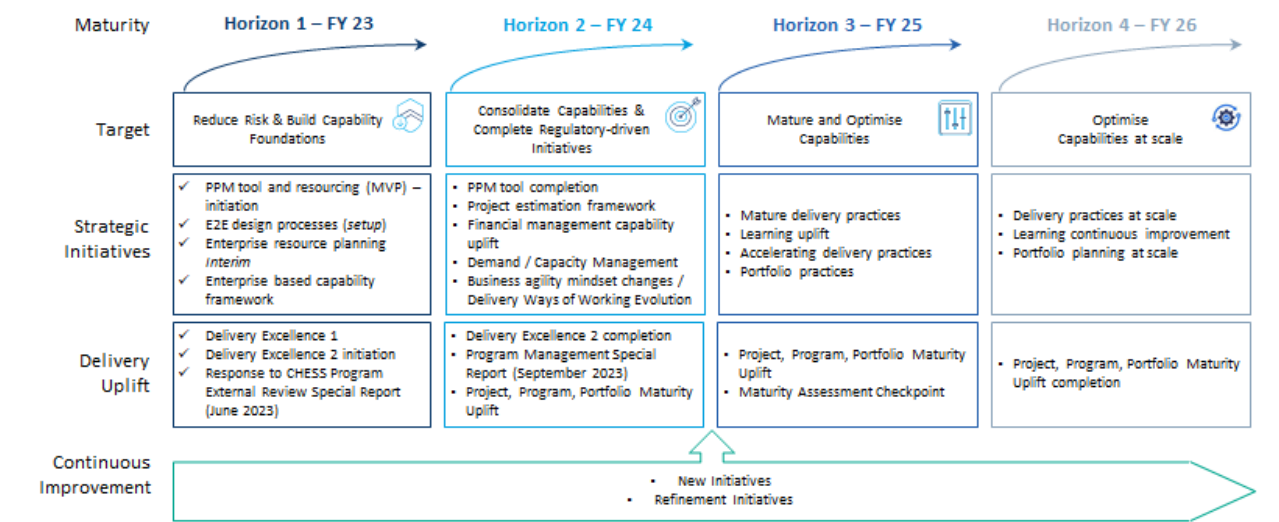 Maturity
Horizon 1 – FY 23
Horizon 2 – FY 24
Horizon 3 – FY 25
Horizon 4 – FY 26
Target
Reduce Risk & Build Capability
Foundations
Consolidate Capabilities &
Complete Regulatory-driven
Initiatives
Mature and Optimise
Capabilities
Optimise
Capabilities at scale
Strategic
Initiatives
✓ PPM tool and resourcing (MVP) –
initiation
✓ E2E design processes (setup)
✓ Enterprise resource planning
Interim
✓ Enterprise based capability
framework
• PPM tool completion
• Project estimation framework
• Financial management capability
uplift
• Demand / Capacity Management
• Business agility mindset changes /
Delivery Ways of Working Evolution
• Mature delivery practices
• Learning uplift
• Accelerating delivery practices
• Portfolio practices
• Delivery practices at scale
• Learning continuous improvement
• Portfolio planning at scale
Delivery
Uplift
✓ Delivery Excellence 1
✓ Delivery Excellence 2 initiation
✓ Response to CHESS Program
External Review Special Report
(June 2023)
• Delivery Excellence 2 completion
• Program Management Special
Report (September 2023)
• Project, Program, Portfolio Maturity
Uplift
• Project, Program, Portfolio Maturity
Uplift
• Maturity Assessment Checkpoint
• Project, Program, Portfolio Maturity
Uplift completion
Continuous
Improvement
• New Initiatives
• Refinement Initiatives